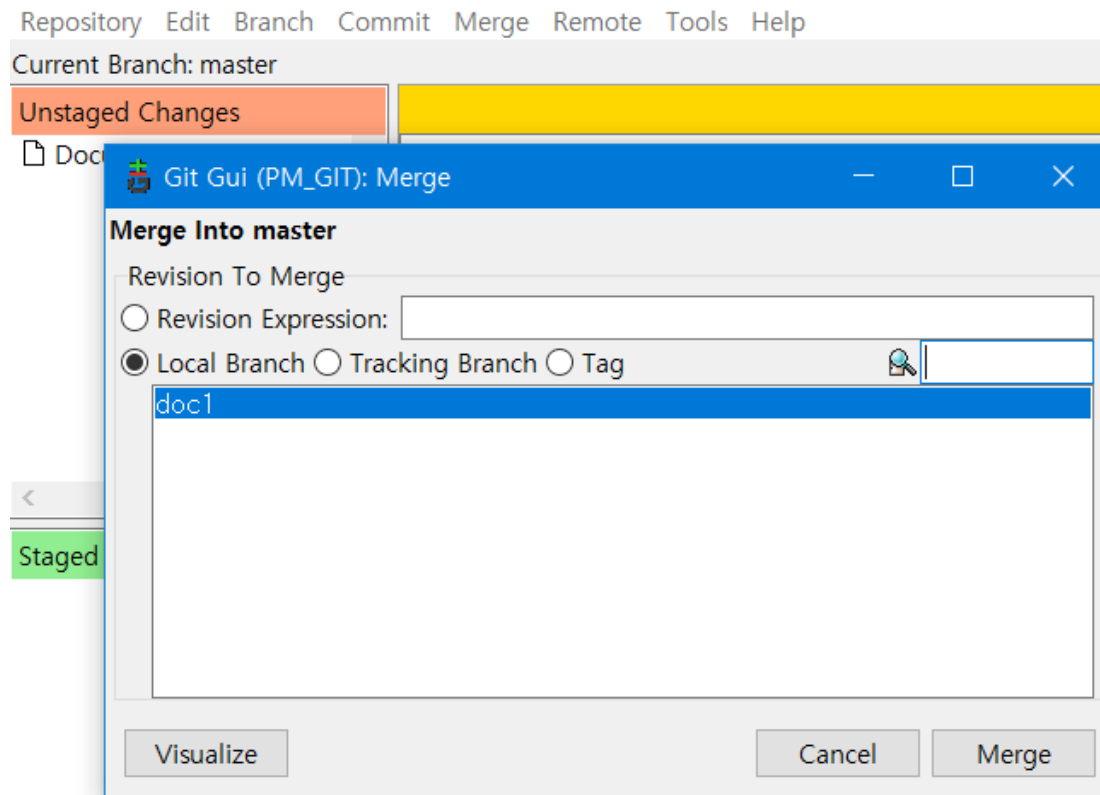 Repository Edit Branch Commit Merge Remote Tools Help
Current Branch: master
Unstaged Changes
Git Gui (PM_GIT): Merge
Merge Into master
Revision To Merge
Revision Expression:
Local Branch Tracking Branch Tag
doc1
Staged
Visualize Cancel Merge